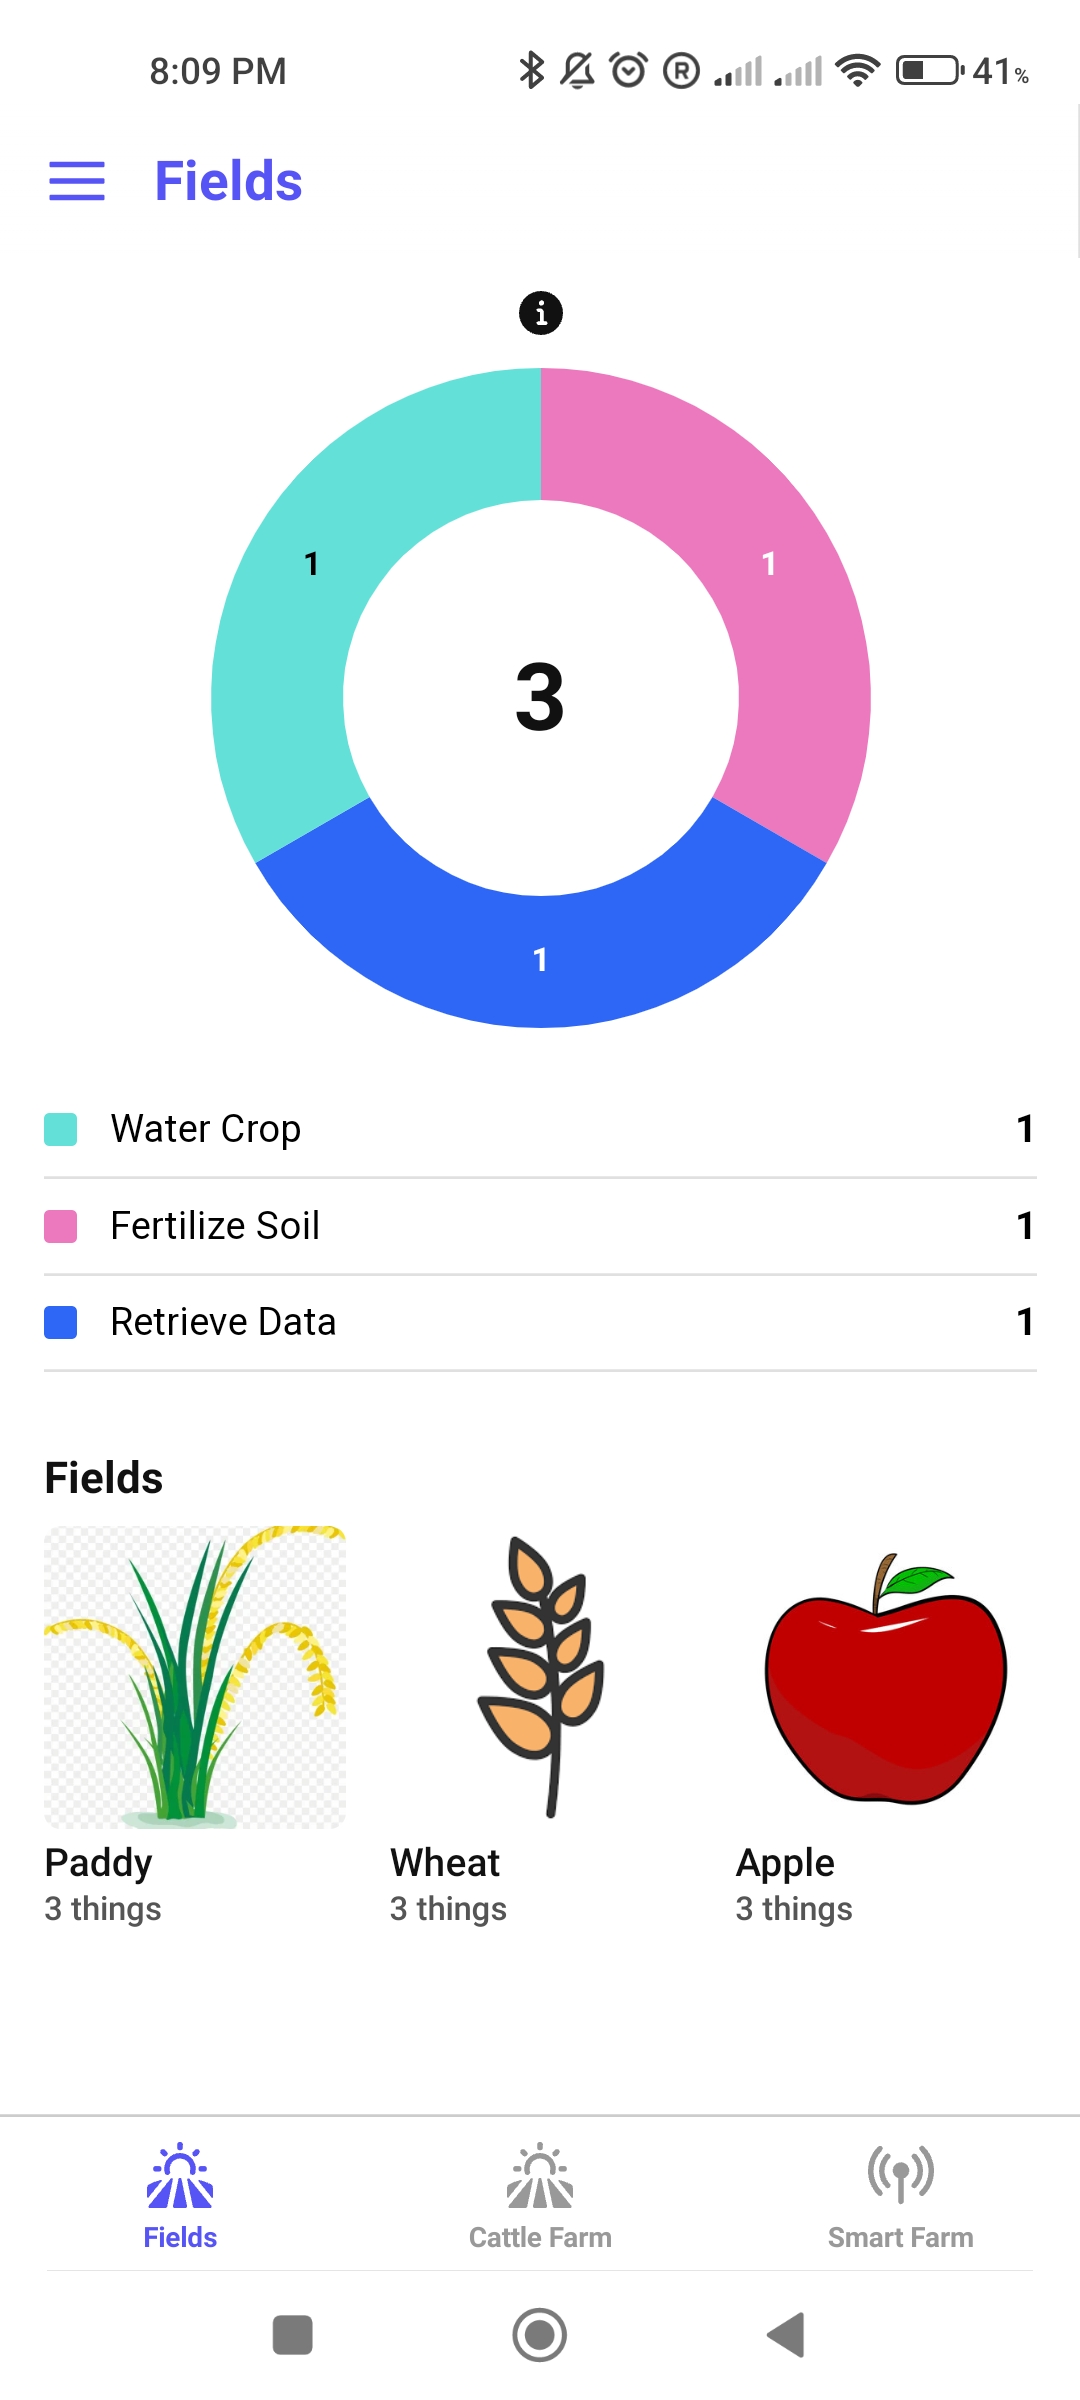 8:09 PM
R
41%
Fields
i
1
1
3
1
Water Crop 1
Fertilize Soil 1
Retrieve Data 1
Fields
Paddy Wheat Apple
3 things 3 things 3 things
Fields Cattle Farm Smart Farm